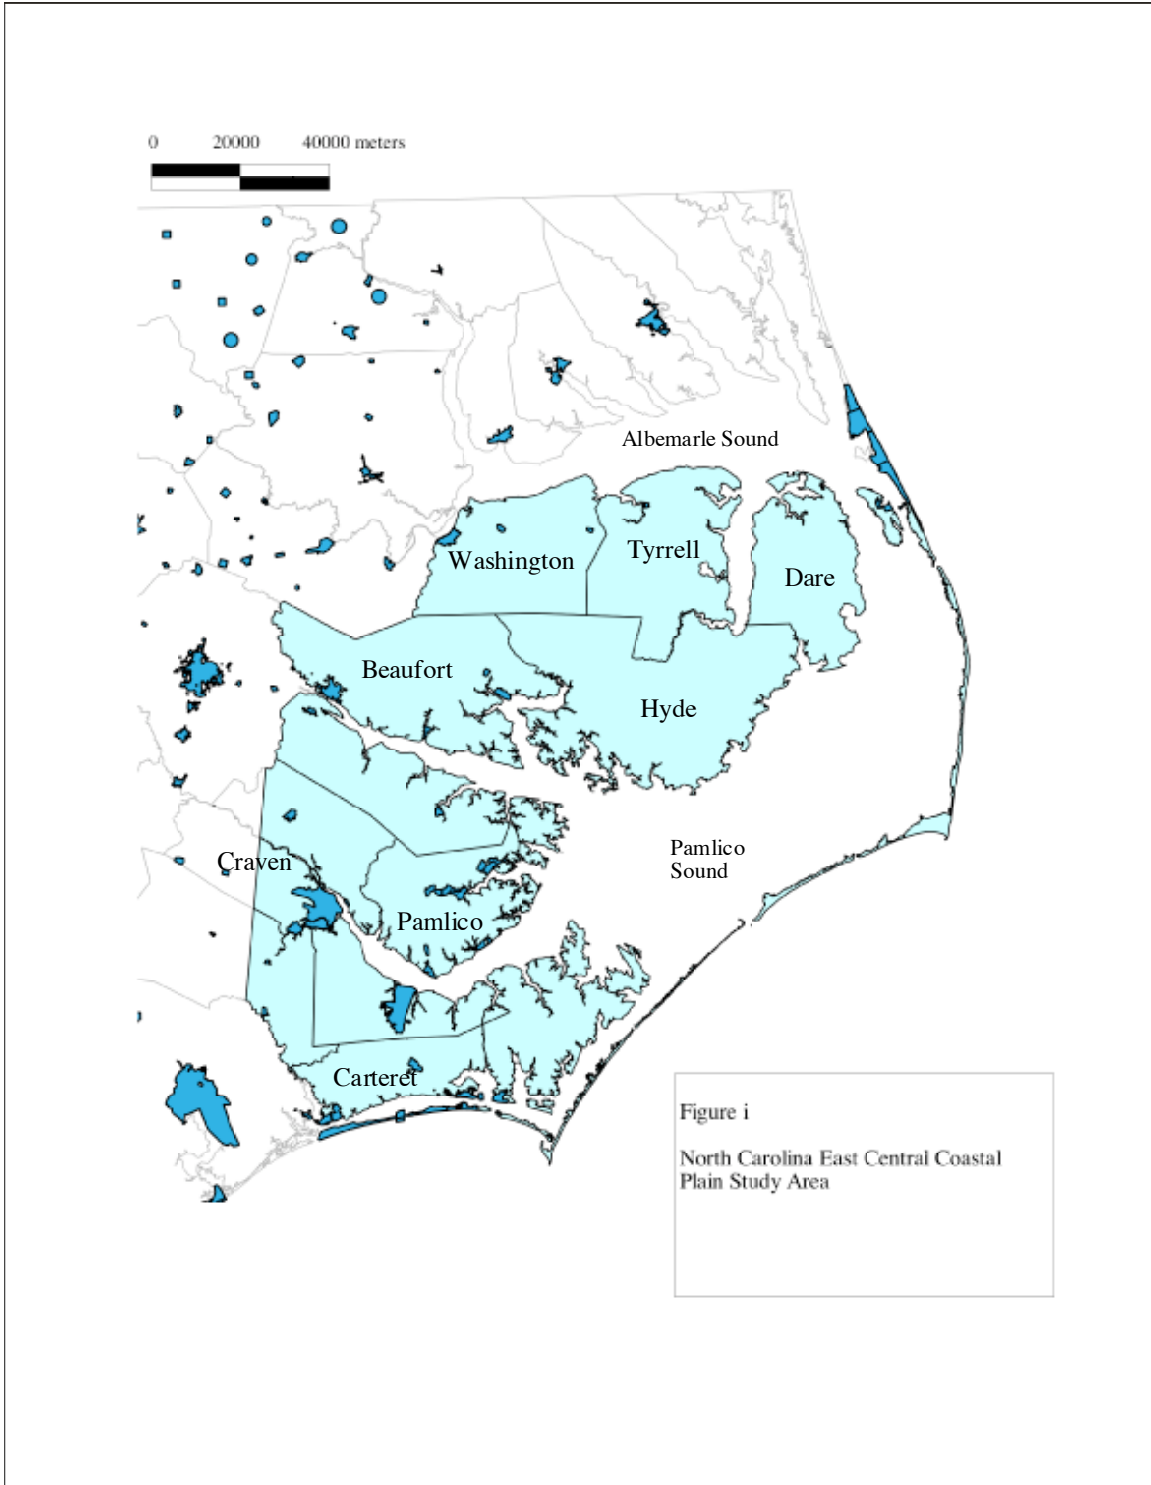 0 20000 40000 meters
Albemarle Sound
Washington
Tyrrell
Dare
Beaufort
Hyde
Pamlico
Sound
Craven
Pamlico
Carteret
Figure i
North Carolina East Central Coastal
Plain Study Area